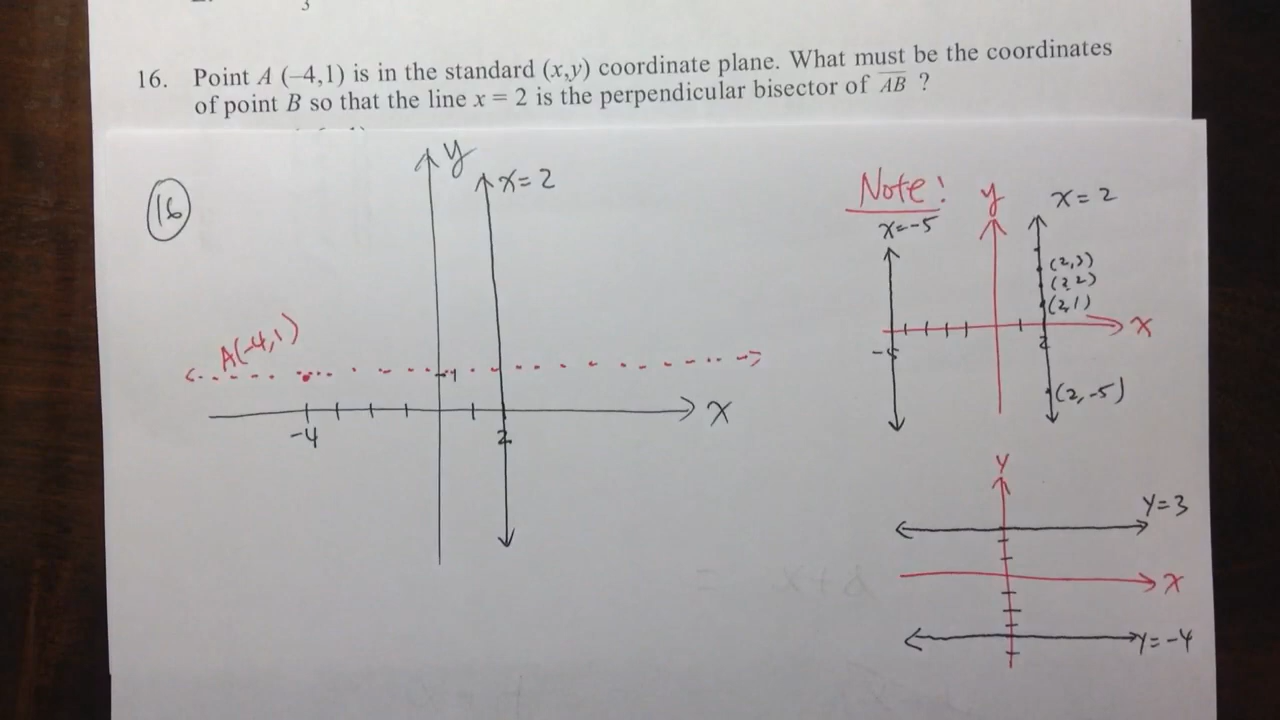 3
16. Point A (−4,1) is in the standard (x,y) coordinate plane. What must be the coordinates
of point B so that the line x = 2 is the perpendicular bisector of AB ?
16
y
x=2
A(-4,1)
1
-4
2
x
Note!
x=-5
y
x=2
(2,3)
(2,2)
(2,1)
x
-5
2
(2,-5)
y
y=3
x
y=-4